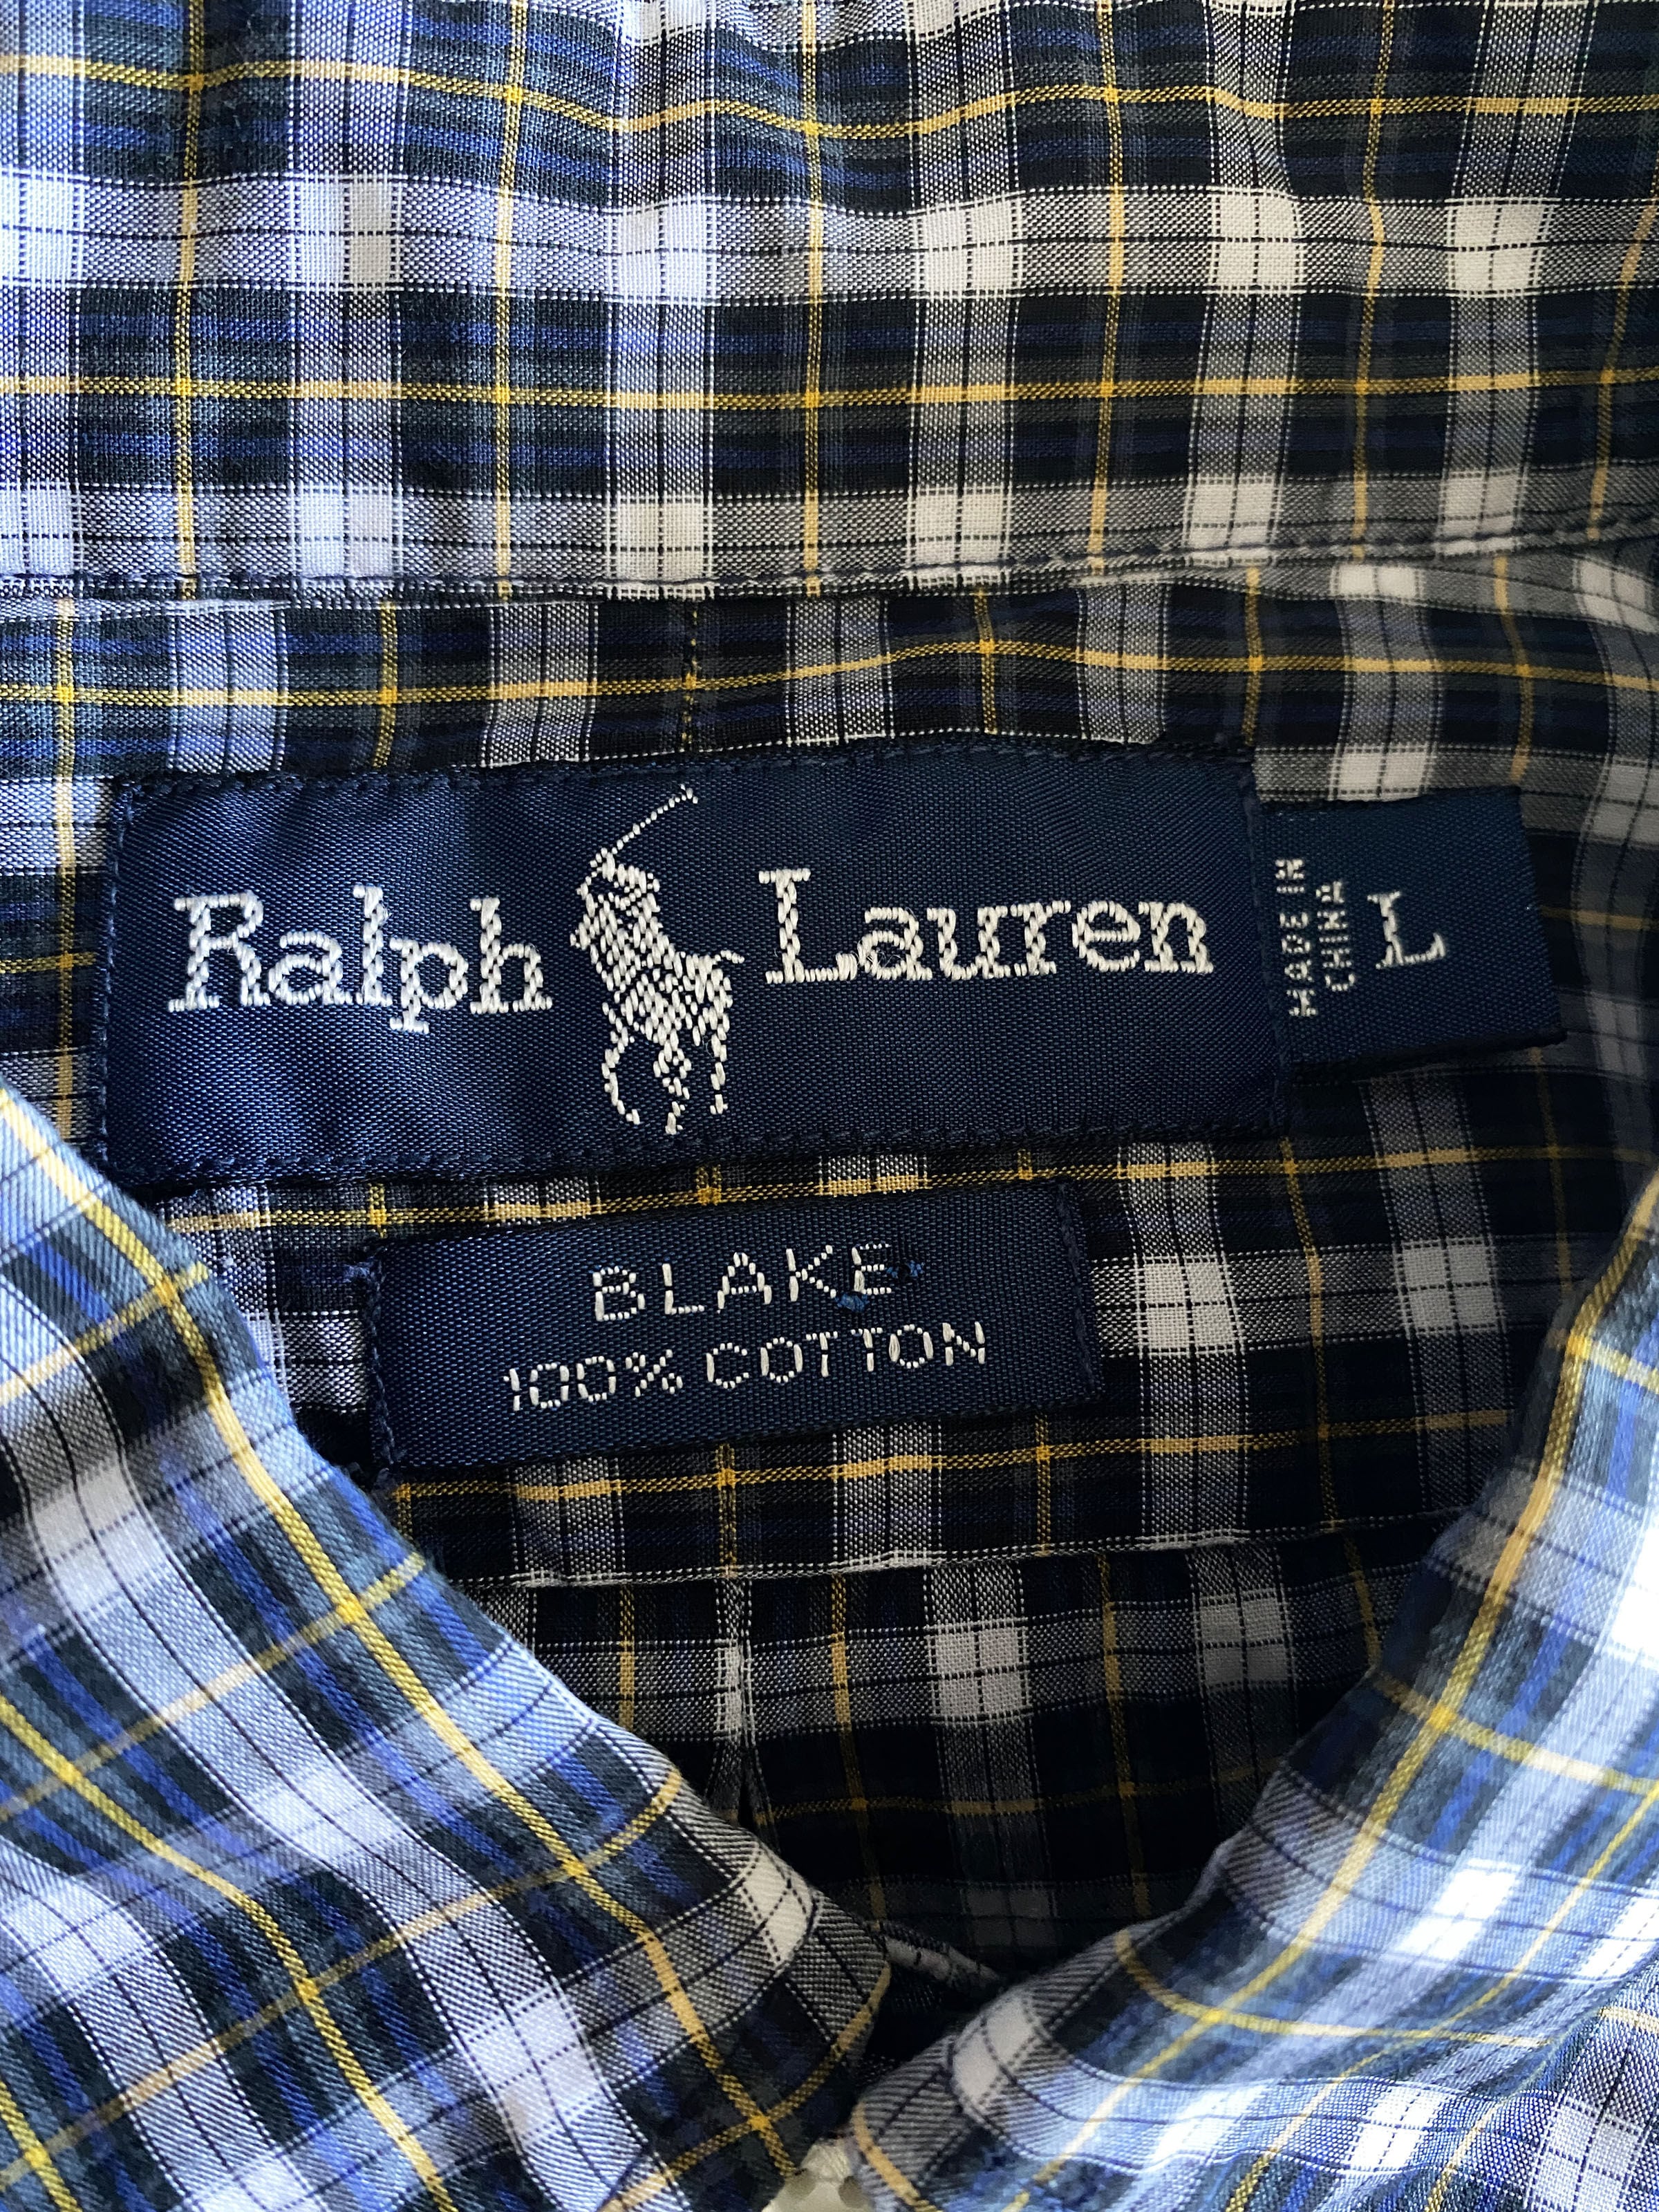 Ralph Lauren
MADE IN
CHINA
L
BLAKE
100% COTTON